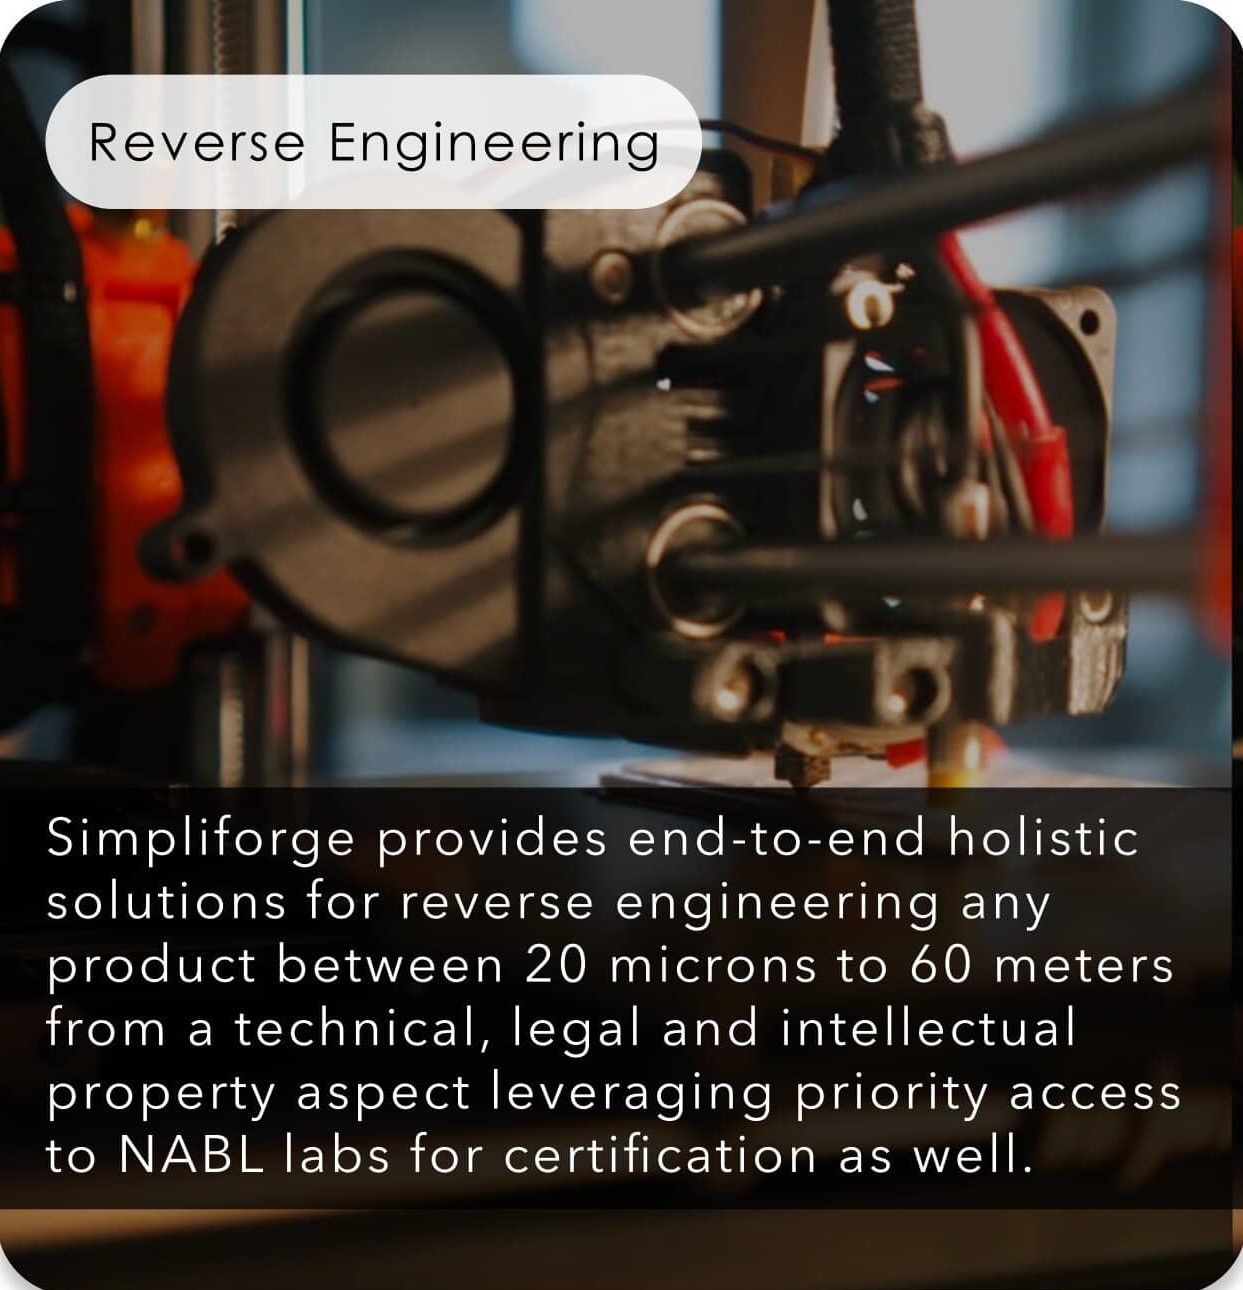 Reverse Engineering
Simpliforge provides end-to-end holistic
solutions for reverse engineering any
product between 20 microns to 60 meters
from a technical, legal and intellectual
property aspect leveraging priority access
to NABL labs for certification as well.